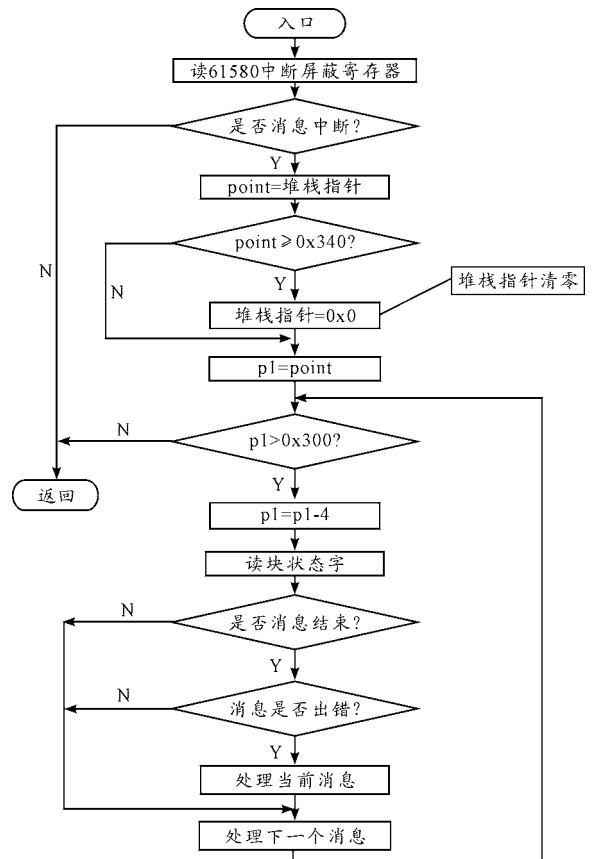 入口
读61580中断屏蔽寄存器
是否消息中断?
Y
point=堆栈指针
point≥0x340?
N
N
Y
堆栈指针清零
堆栈指针=0x0
p1=point
N
p1>0x300?
Y
返回
p1=p1-4
读块状态字
N
是否消息结束?
Y
N
消息是否出错?
Y
处理当前消息
处理下一个消息